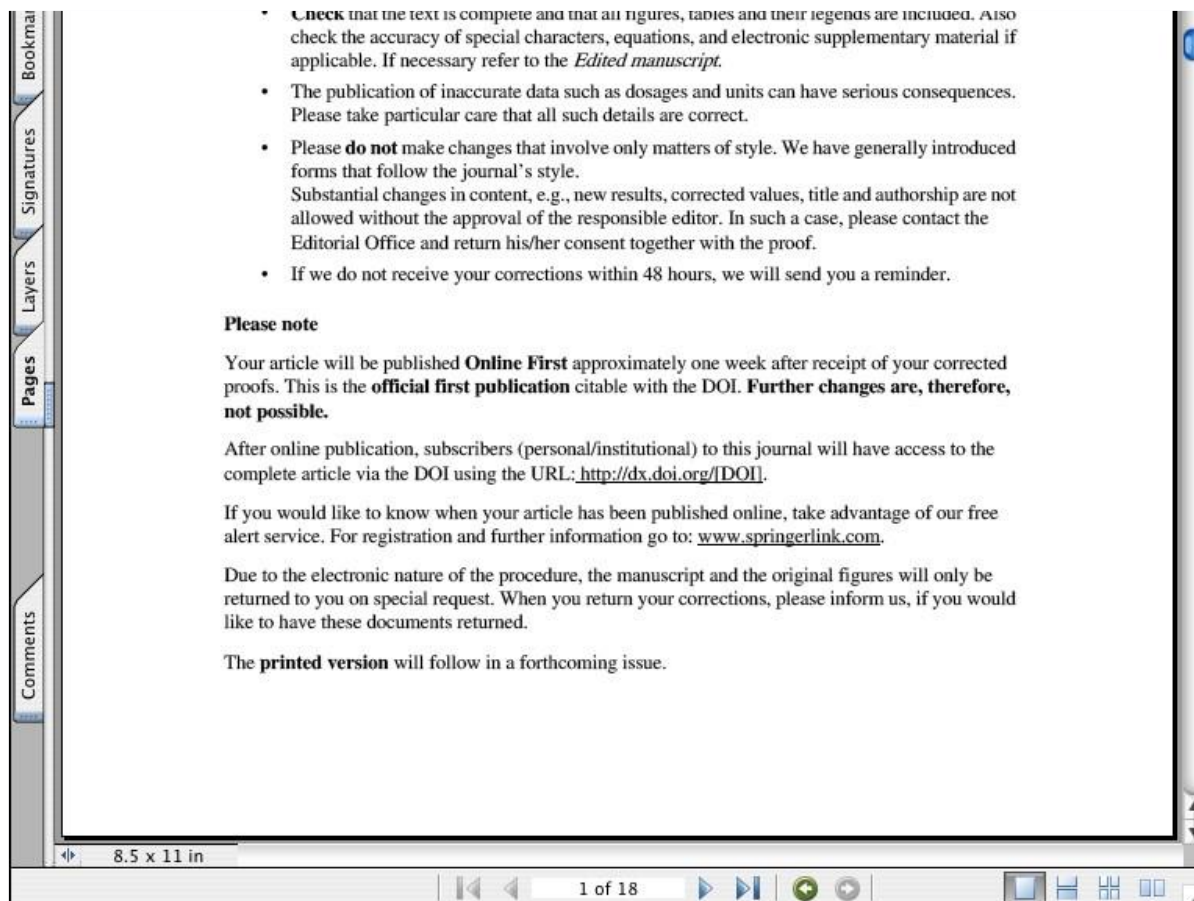 Bookmar
Signatures
Layers
Pages
Comments
• Check that the text is complete and that all figures, tables and their legends are included. Also
check the accuracy of special characters, equations, and electronic supplementary material if
applicable. If necessary refer to the Edited manuscript.
• The publication of inaccurate data such as dosages and units can have serious consequences.
Please take particular care that all such details are correct.
• Please do not make changes that involve only matters of style. We have generally introduced
forms that follow the journal's style.
Substantial changes in content, e.g., new results, corrected values, title and authorship are not
allowed without the approval of the responsible editor. In such a case, please contact the
Editorial Office and return his/her consent together with the proof.
• If we do not receive your corrections within 48 hours, we will send you a reminder.
Please note
Your article will be published Online First approximately one week after receipt of your corrected
proofs. This is the official first publication citable with the DOI. Further changes are, therefore,
not possible.
After online publication, subscribers (personal/institutional) to this journal will have access to the
complete article via the DOI using the URL: http://dx.doi.org/[DOI].
If you would like to know when your article has been published online, take advantage of our free
alert service. For registration and further information go to: www.springerlink.com.
Due to the electronic nature of the procedure, the manuscript and the original figures will only be
returned to you on special request. When you return your corrections, please inform us, if you would
like to have these documents returned.
The printed version will follow in a forthcoming issue.
8.5 x 11 in
1 of 18